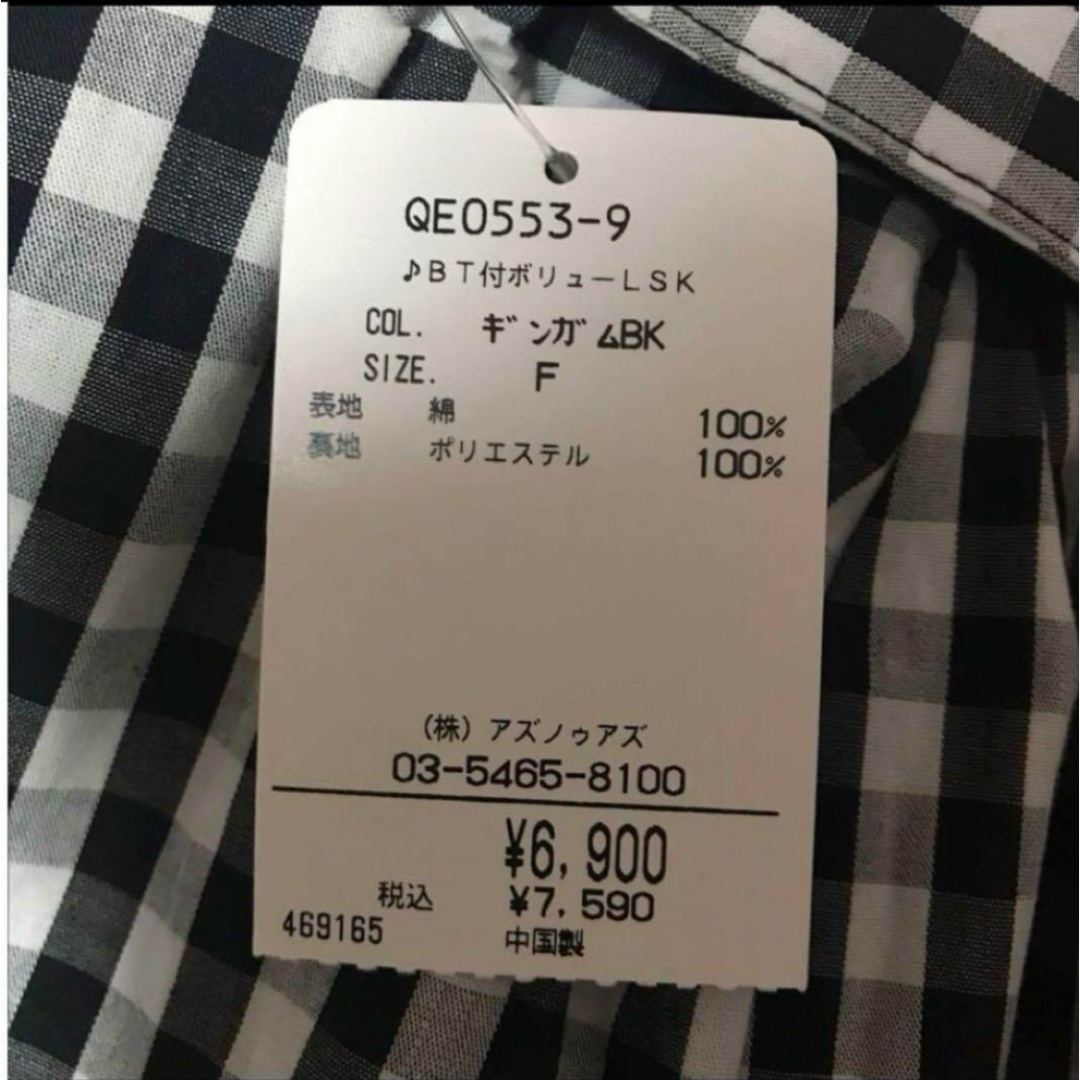 QE0553-9
♪BT付ボリューLSK
COL. ギンガムBK
SIZE. F
表地 綿 100%
裏地 ポリエステル 100%
(株)アズノゥアズ
03-5465-8100
¥6,900
税込 ¥7,590
469165 中国製